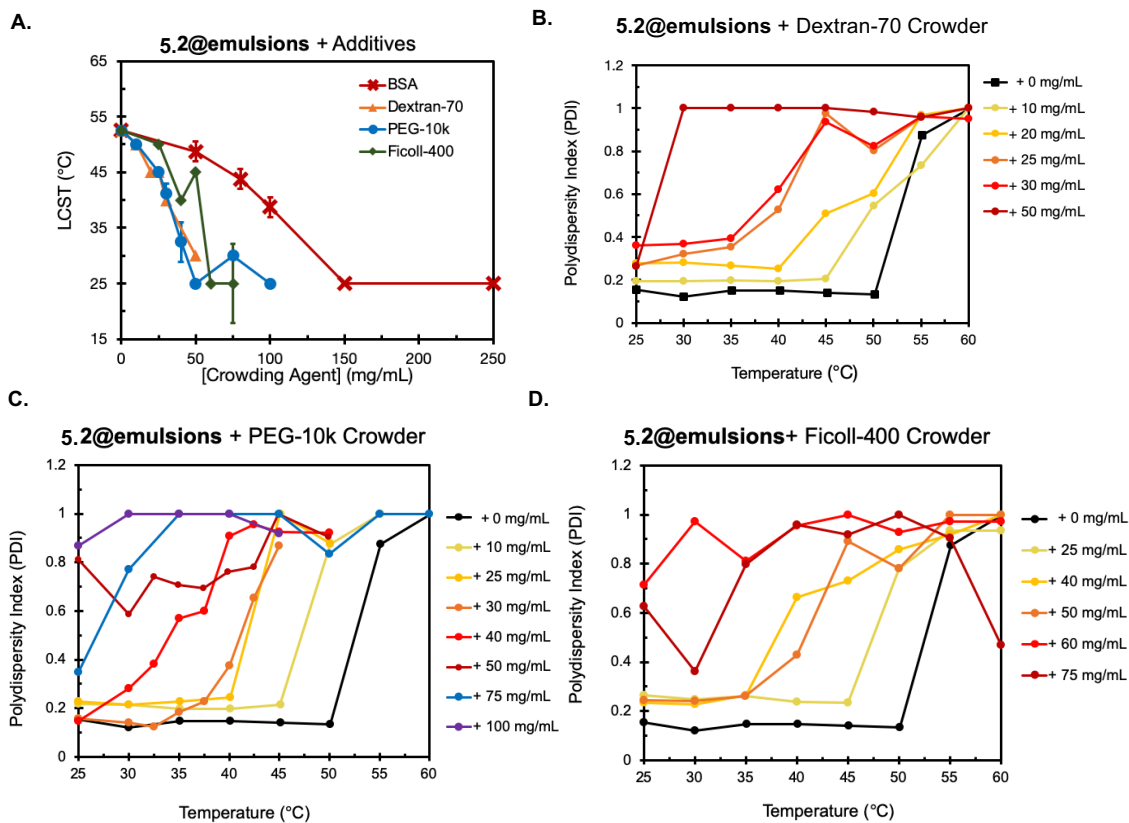 A.
5.2@emulsions + Additives
65
55
45
35
25
15
LCST (°C)
0
50
100
150
200
250
[Crowding Agent] (mg/mL)
BSA
Dextran-70
PEG-10k
Ficoll-400
B.
5.2@emulsions + Dextran-70 Crowder
1.2
1
0.8
0.6
0.4
0.2
0
Polydispersity Index (PDI)
25
30
35
40
45
50
55
60
Temperature (°C)
+ 0 mg/mL
+ 10 mg/mL
+ 20 mg/mL
+ 25 mg/mL
+ 30 mg/mL
+ 50 mg/mL
C.
5.2@emulsions + PEG-10k Crowder
1.2
1
0.8
0.6
0.4
0.2
0
Polydispersity Index (PDI)
25
30
35
40
45
50
55
60
Temperature (°C)
+ 0 mg/mL
+ 10 mg/mL
+ 25 mg/mL
+ 30 mg/mL
+ 40 mg/mL
+ 50 mg/mL
+ 75 mg/mL
+ 100 mg/mL
D.
5.2@emulsions+ Ficoll-400 Crowder
1.2
1
0.8
0.6
0.4
0.2
0
Polydispersity Index (PDI)
25
30
35
40
45
50
55
60
Temperature (°C)
+ 0 mg/mL
+ 25 mg/mL
+ 40 mg/mL
+ 50 mg/mL
+ 60 mg/mL
+ 75 mg/mL